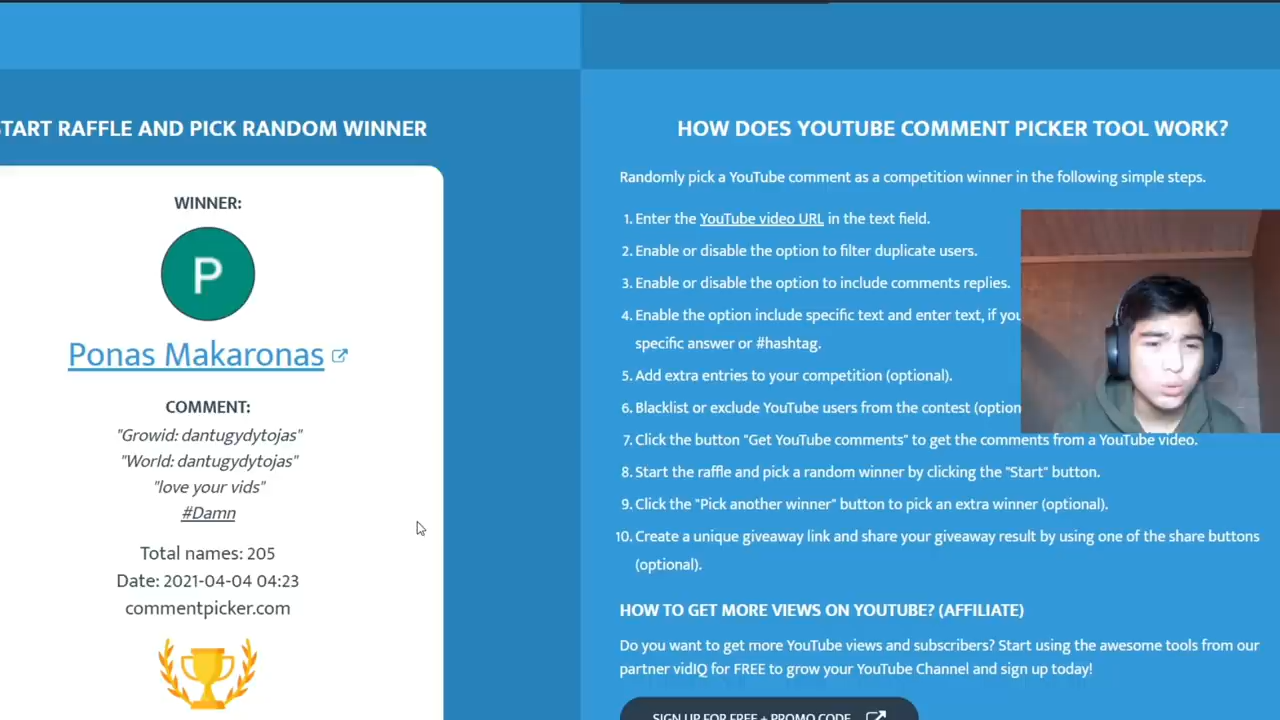 TART RAFFLE AND PICK RANDOM WINNER
WINNER:
P
Ponas Makaronas
COMMENT:
"Growid: dantugydytojas"
"World: dantugydytojas"
"love your vids"
#Damn
Total names: 205
Date: 2021-04-04 04:23
commentpicker.com
HOW DOES YOUTUBE COMMENT PICKER TOOL WORK?
Randomly pick a YouTube comment as a competition winner in the following simple steps.
1. Enter the YouTube video URL in the text field.
2. Enable or disable the option to filter duplicate users.
3. Enable or disable the option to include comments replies.
4. Enable the option include specific text and enter text, if you
specific answer or #hashtag.
5. Add extra entries to your competition (optional).
6. Blacklist or exclude YouTube users from the contest (option
7. Click the button "Get YouTube comments" to get the comments from a YouTube video.
8. Start the raffle and pick a random winner by clicking the "Start" button.
9. Click the "Pick another winner" button to pick an extra winner (optional).
10. Create a unique giveaway link and share your giveaway result by using one of the share buttons
(optional).
HOW TO GET MORE VIEWS ON YOUTUBE? (AFFILIATE)
Do you want to get more YouTube views and subscribers? Start using the awesome tools from our
partner vidIQ for FREE to grow your YouTube Channel and sign up today!
SIGN UP FOR FREE + PROMO CODE